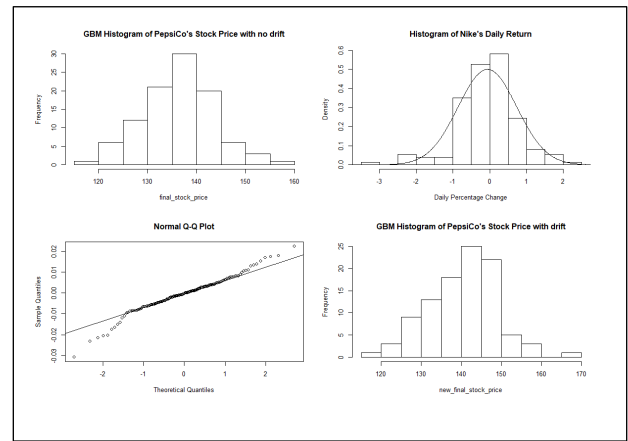 GBM Histogram of PepsiCo's Stock Price with no drift
Frequency
0 5 10 15 20 25 30
120 130 140 150 160
final_stock_price
Histogram of Nike's Daily Return
Density
0.0 0.1 0.2 0.3 0.4 0.5 0.6
-3 -2 -1 0 1 2
Daily Percentage Change
Normal Q-Q Plot
Sample Quantiles
-0.03 -0.02 -0.01 0.00 0.01 0.02
-2 -1 0 1 2
Theoretical Quantiles
GBM Histogram of PepsiCo's Stock Price with drift
Frequency
0 5 10 15 20 25
120 130 140 150 160 170
new_final_stock_price